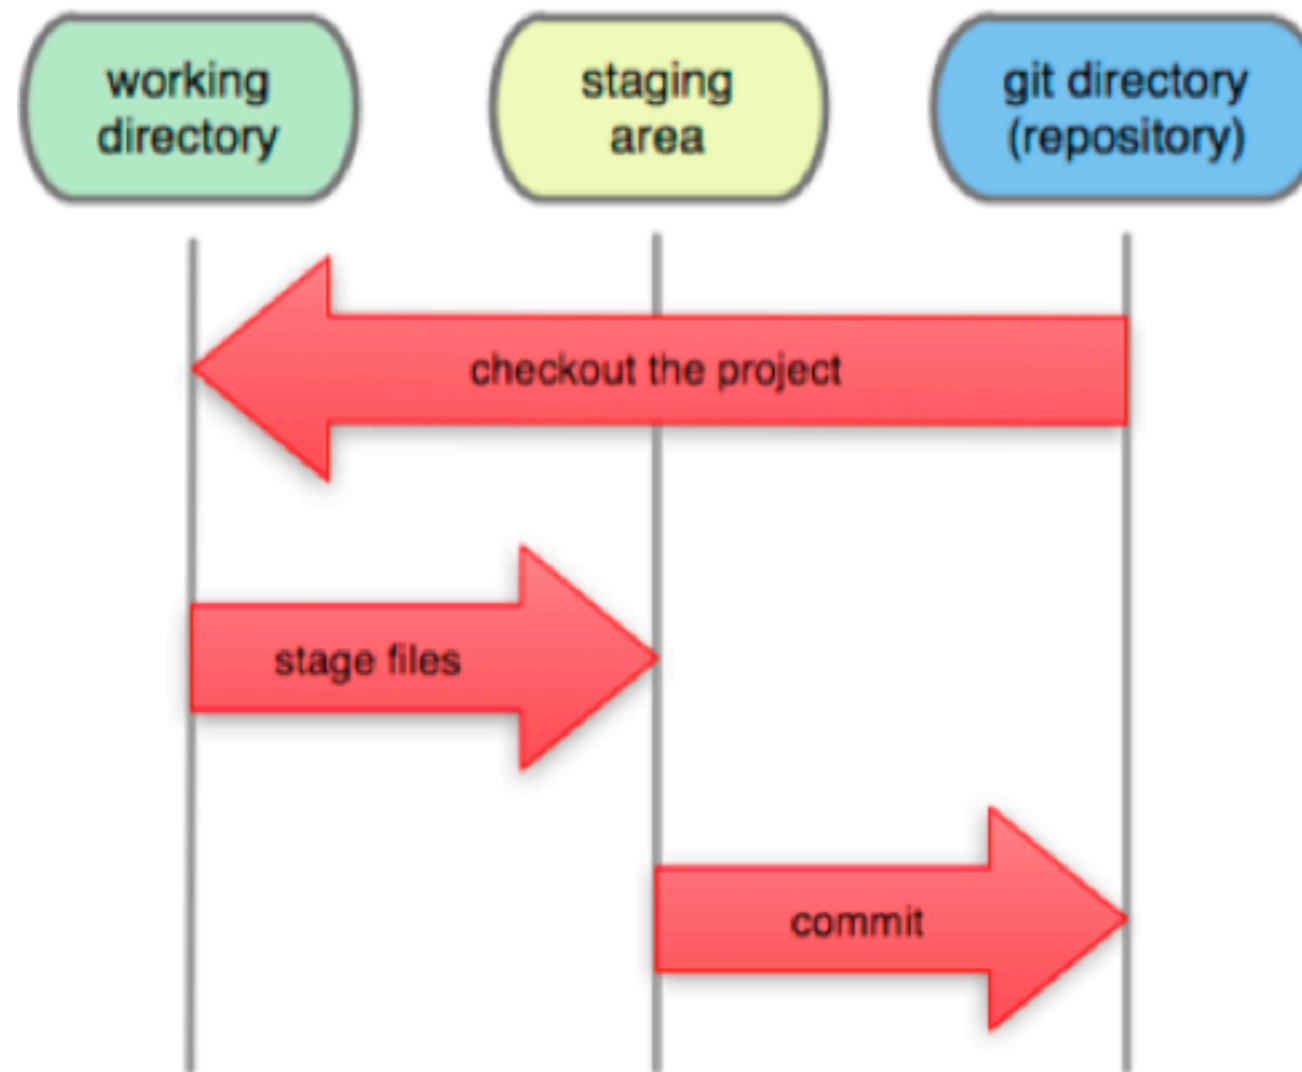 working
directory
staging
area
git directory
(repository)
checkout the project
stage files
commit